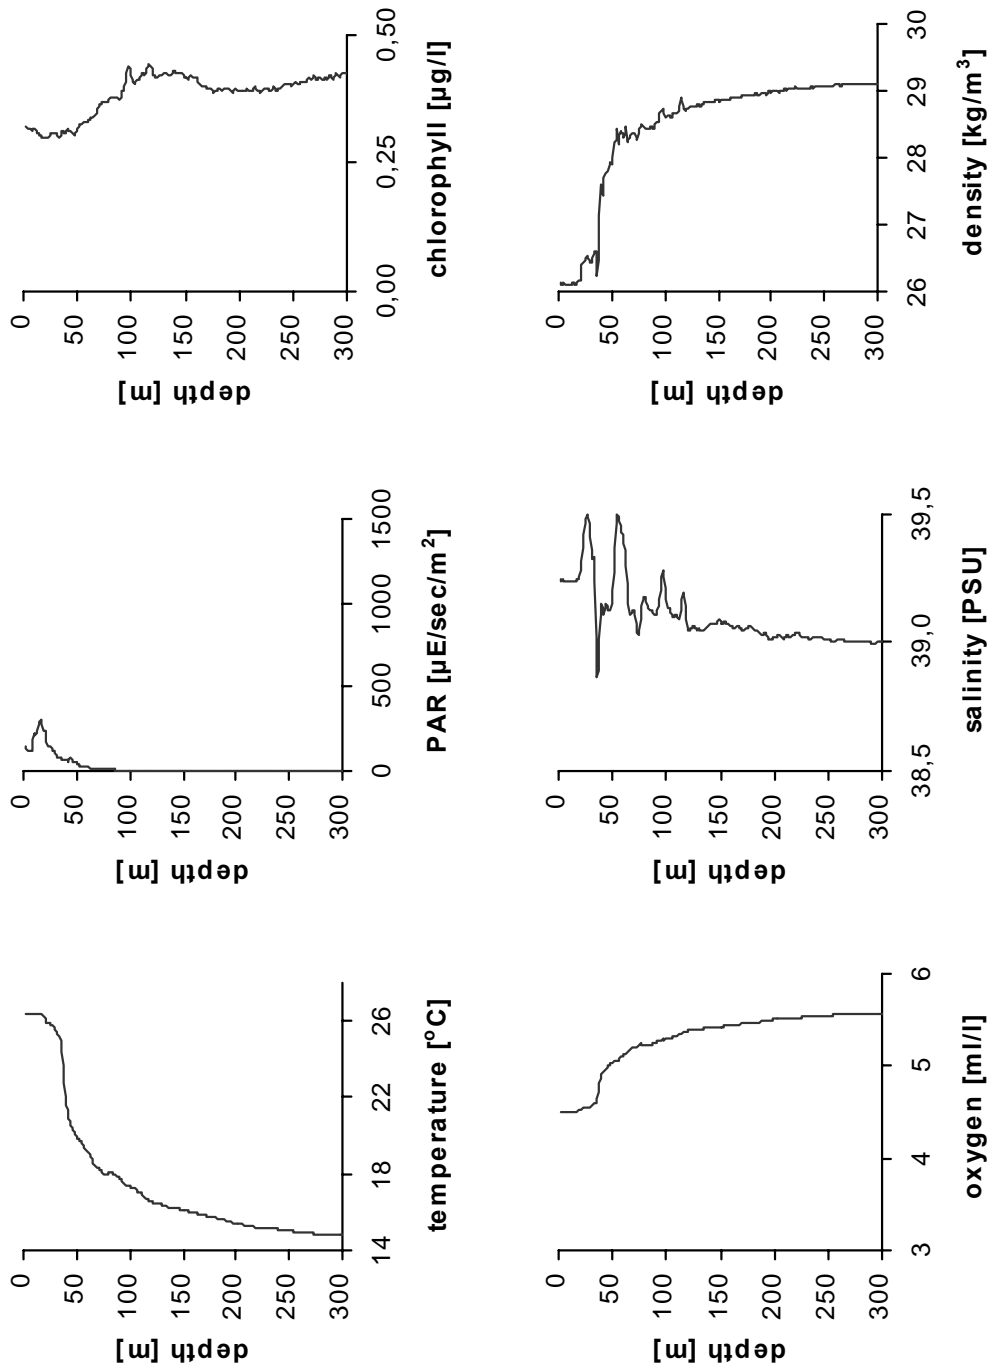 depth [m]
0
50
100
150
200
250
300
14 18 22 26
temperature [°C]
depth [m]
0
50
100
150
200
250
300
0 500 1000 1500
PAR [µE/sec/m²]
depth [m]
0
50
100
150
200
250
300
0,00 0,25 0,50
chlorophyll [µg/l]
depth [m]
0
50
100
150
200
250
300
3 4 5 6
oxygen [ml/l]
depth [m]
0
50
100
150
200
250
300
38,5 39,0 39,5
salinity [PSU]
depth [m]
0
50
100
150
200
250
300
26 27 28 29 30
density [kg/m³]